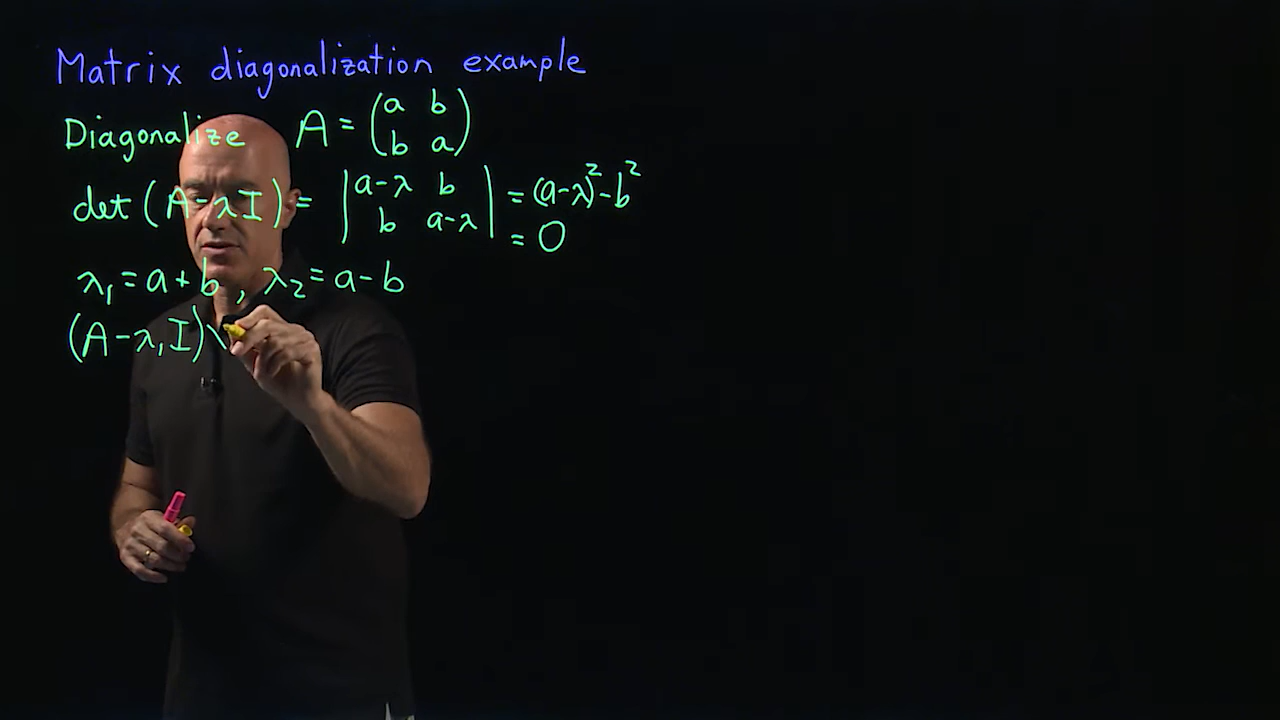 Matrix diagonalization example
Diagonalize A = (a b
b a)
det (A-λI) = |a-λ b
b a-λ| = (a-λ)²-b²
= 0
λ₁ = a + b , λ₂ = a - b
(A-λ₁I)